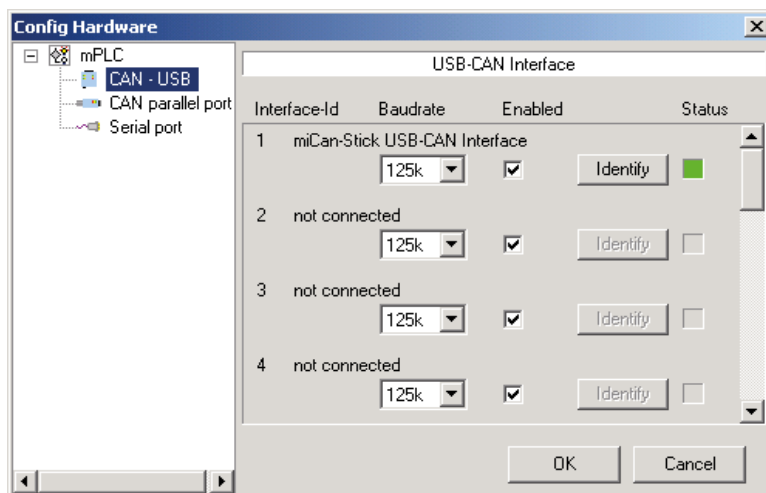 Config Hardware
mPLC
CAN - USB
CAN parallel port
Serial port
USB-CAN Interface
Interface-Id Baudrate Enabled Status
1 miCan-Stick USB-CAN Interface
125k Identify
2 not connected
125k Identify
3 not connected
125k Identify
4 not connected
125k Identify
OK Cancel